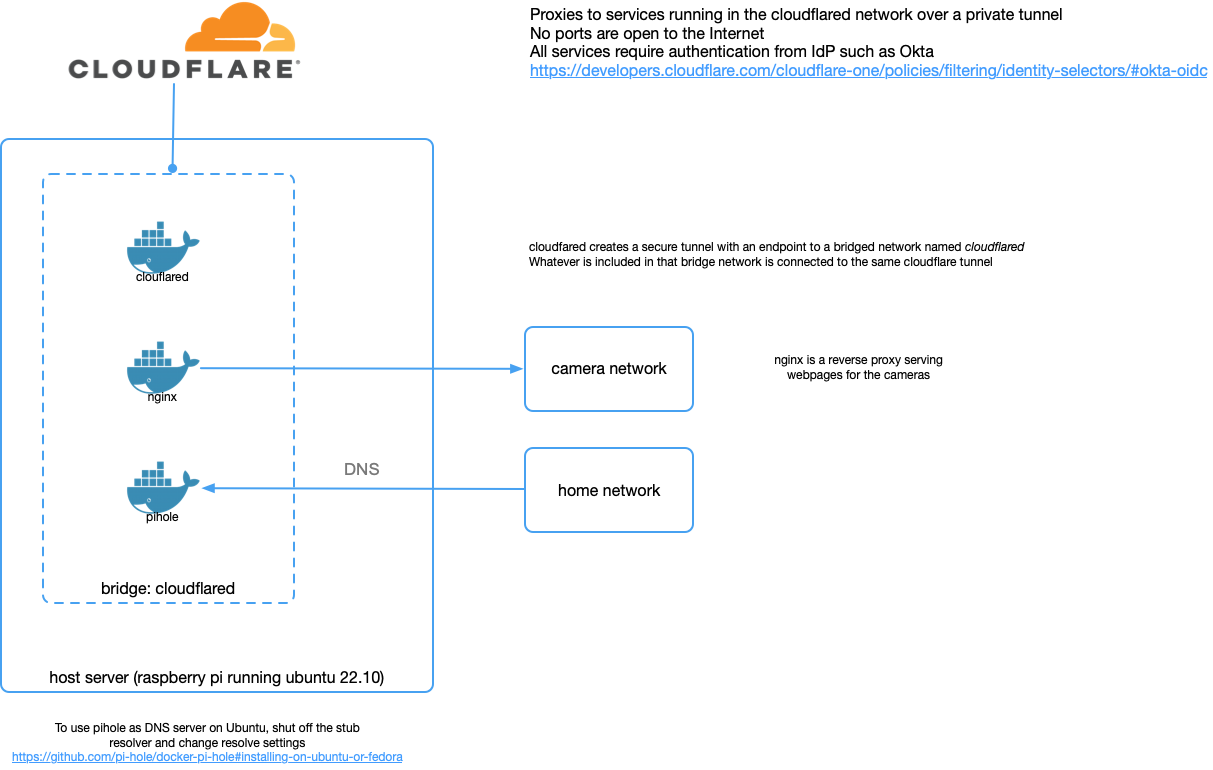 CLOUDFLARE
Proxies to services running in the cloudflared network over a private tunnel
No ports are open to the Internet
All services require authentication from IdP such as Okta
https://developers.cloudflare.com/cloudflare-one/policies/filtering/identity-selectors/#okta-oidc
clouflared
cloudfared creates a secure tunnel with an endpoint to a bridged network named cloudflared
Whatever is included in that bridge network is connected to the same cloudflare tunnel
nginx
camera network
nginx is a reverse proxy serving
webpages for the cameras
DNS
pihole
home network
bridge: cloudflared
host server (raspberry pi running ubuntu 22.10)
To use pihole as DNS server on Ubuntu, shut off the stub
resolver and change resolve settings
https://github.com/pi-hole/docker-pi-hole#installing-on-ubuntu-or-fedora